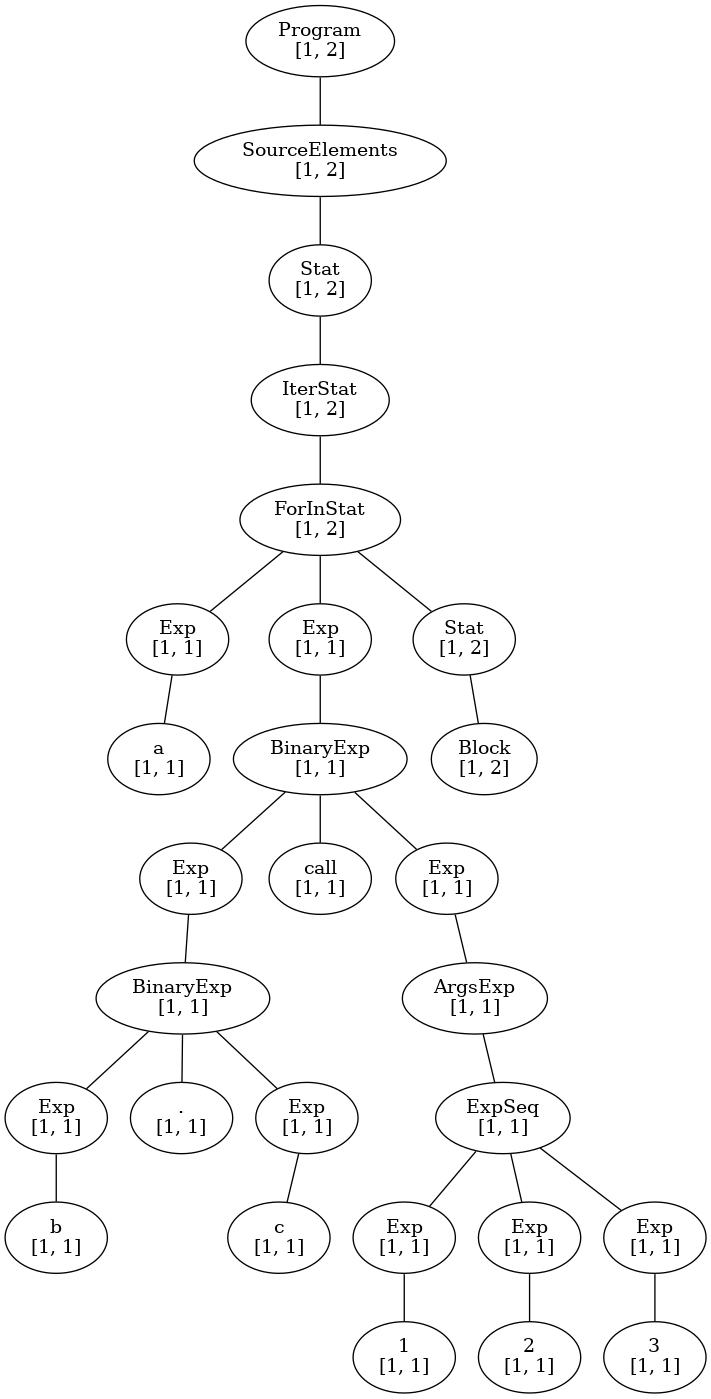 Program
[1, 2]
SourceElements
[1, 2]
Stat
[1, 2]
IterStat
[1, 2]
ForInStat
[1, 2]
Exp
[1, 1]
Exp
[1, 1]
Stat
[1, 2]
a
[1, 1]
BinaryExp
[1, 1]
Block
[1, 2]
Exp
[1, 1]
call
[1, 1]
Exp
[1, 1]
BinaryExp
[1, 1]
ArgsExp
[1, 1]
Exp
[1, 1]
.
[1, 1]
Exp
[1, 1]
ExpSeq
[1, 1]
b
[1, 1]
c
[1, 1]
Exp
[1, 1]
Exp
[1, 1]
Exp
[1, 1]
1
[1, 1]
2
[1, 1]
3
[1, 1]